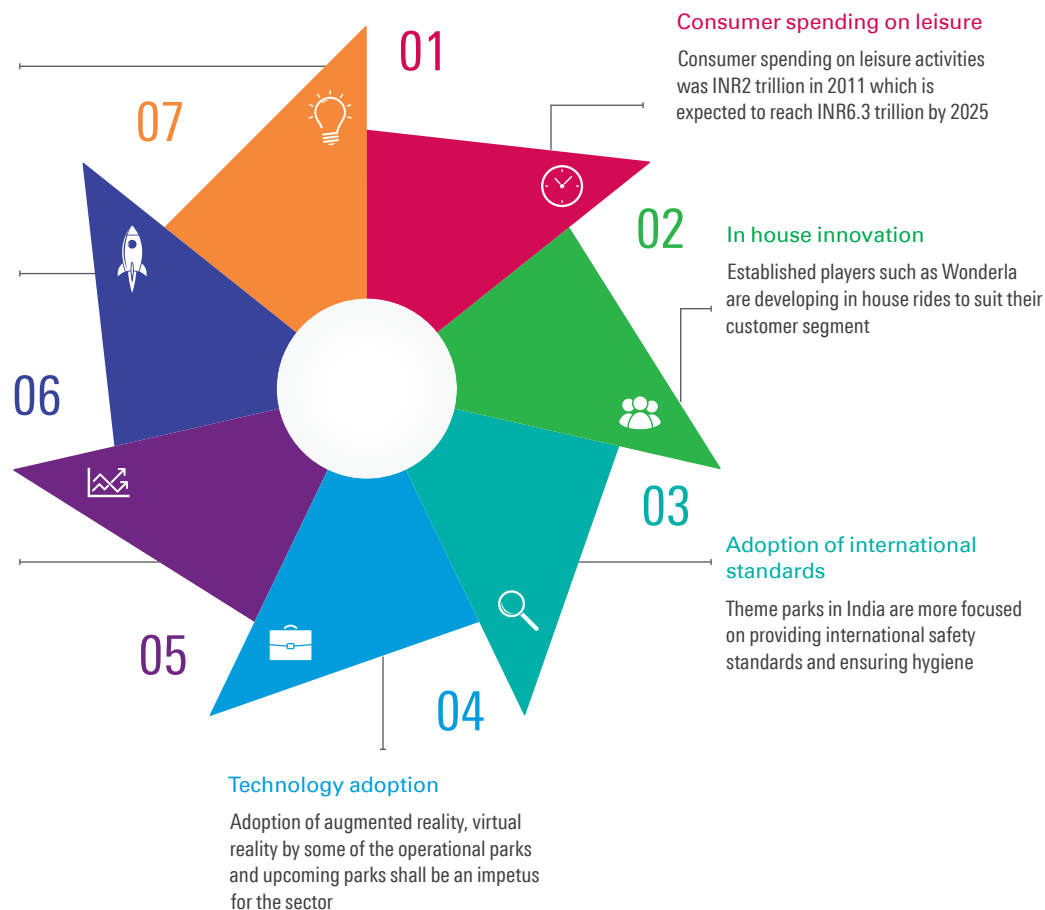 01
Consumer spending on leisure
Consumer spending on leisure activities
was INR2 trillion in 2011 which is
expected to reach INR6.3 trillion by 2025
02
In house innovation
Established players such as Wonderla
are developing in house rides to suit their
customer segment
03
Adoption of international
standards
Theme parks in India are more focused
on providing international safety
standards and ensuring hygiene
04
Technology adoption
Adoption of augmented reality, virtual
reality by some of the operational parks
and upcoming parks shall be an impetus
for the sector
05
06
07